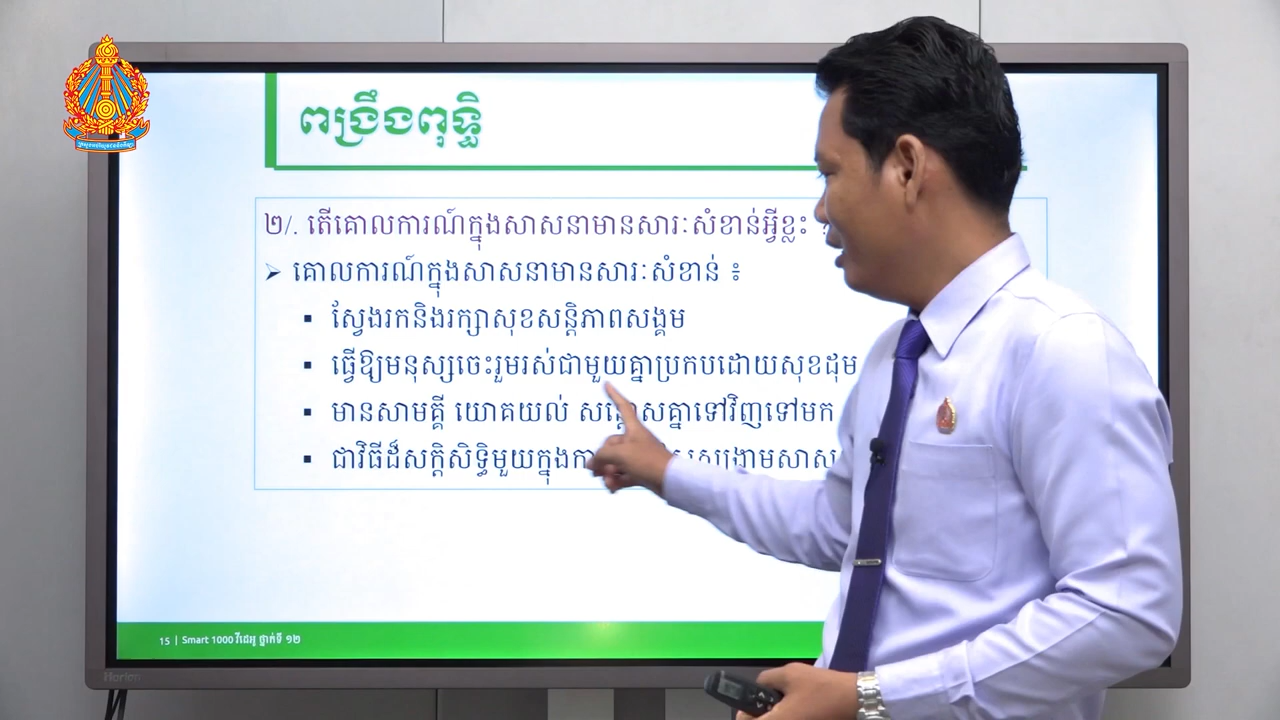 ពង្រឹងពុទ្ធិ
២/. តើគោលការណ៍ក្នុងសាសនាមានសារៈសំខាន់អ្វីខ្លះ ?
➢ គោលការណ៍ក្នុងសាសនាមានសារៈសំខាន់ ៖
▪ ស្វែងរកនិងរក្សាសុខសន្តិភាពសង្គម
▪ ធ្វើឱ្យមនុស្សចេះរួមរស់ជាមួយគ្នាប្រកបដោយសុខដុម
▪ មានសាមគ្គី យោគយល់ សន្តោសគ្នាទៅវិញទៅមក
▪ ជាវិធីដ៏សក្តិសិទ្ធិមួយក្នុង
15 | Smart 1000 វីដេអូ ថ្នាក់ទី ១២
Horion